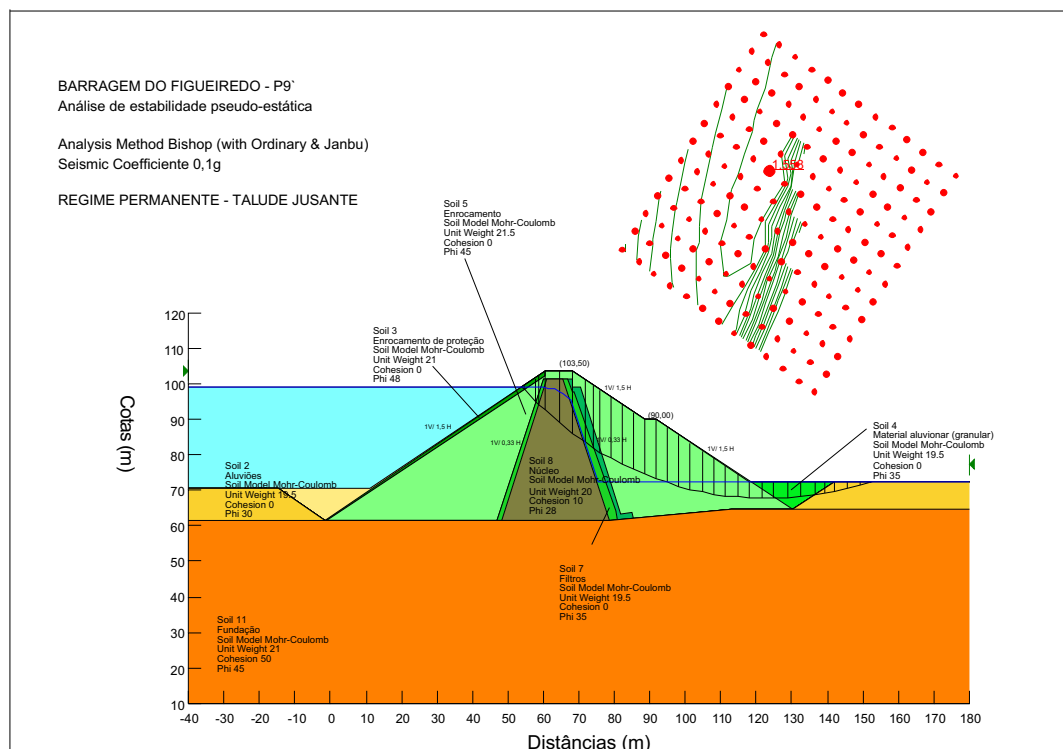 BARRAGEM DO FIGUEIREDO - P9`
Análise de estabilidade pseudo-estática
Analysis Method Bishop (with Ordinary & Janbu)
Seismic Coefficiente 0,1g
REGIME PERMANENTE - TALUDE JUSANTE
1.558
Soil 5
Enrocamento
Soil Model Mohr-Coulomb
Unit Weight 21.5
Cohesion 0
Phi 45
Soil 3
Enrocamento de proteção
Soil Model Mohr-Coulomb
Unit Weight 21
Cohesion 0
Phi 48
(103,50)
1V/ 1,5 H
(90,00)
1V/ 1,5 H
1V/ 1,5 H
1V/ 0,33 H
1V/ 0,33 H
Soil 4
Material aluvionar (granular)
Soil Model Mohr-Coulomb
Unit Weight 19.5
Cohesion 0
Phi 35
Soil 2
Aluviões
Soil Model Mohr-Coulomb
Unit Weight 19.5
Cohesion 0
Phi 30
Soil 8
Núcleo
Soil Model Mohr-Coulomb
Unit Weight 20
Cohesion 10
Phi 28
Soil 7
Filtros
Soil Model Mohr-Coulomb
Unit Weight 19.5
Cohesion 0
Phi 35
Soil 11
Fundação
Soil Model Mohr-Coulomb
Unit Weight 21
Cohesion 50
Phi 45
Cotas (m)
120
110
100
90
80
70
60
50
40
30
20
10
-40 -30 -20 -10 0 10 20 30 40 50 60 70 80 90 100 110 120 130 140 150 160 170 180
Distâncias (m)